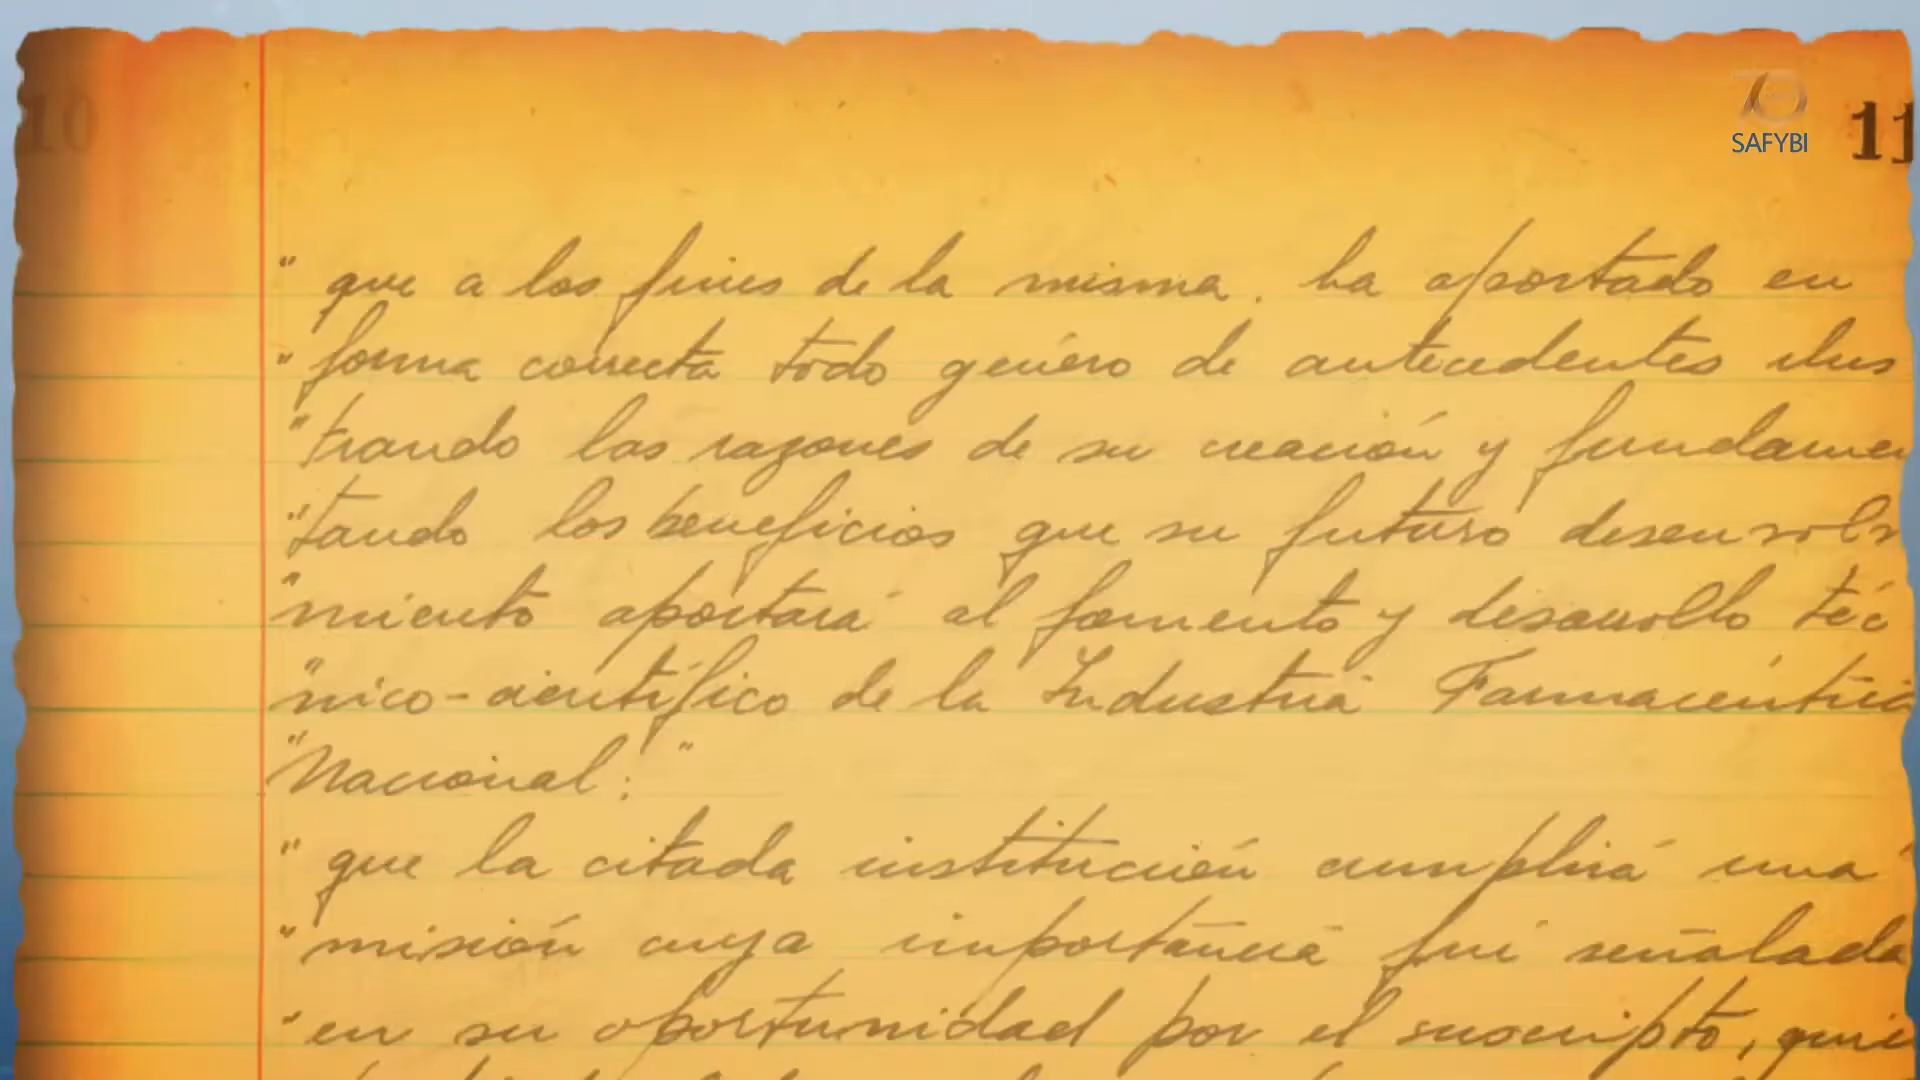 10
70
SAFYBI
11
" que a los fines de la misma, ha aportado en
" forma correcta todo género de antecedentes ilus
" trando las razones de su creación y fundamen
" tando los beneficios que su futuro desenvolvi
" miento aportará al fomento y desarrollo téc
" nico-científico de la Industria Farmacéutica
" Nacional:"
" que la citada institución cumplirá una
" misión cuya importancia fué señalada
" en su oportunidad por el suscripto, quie